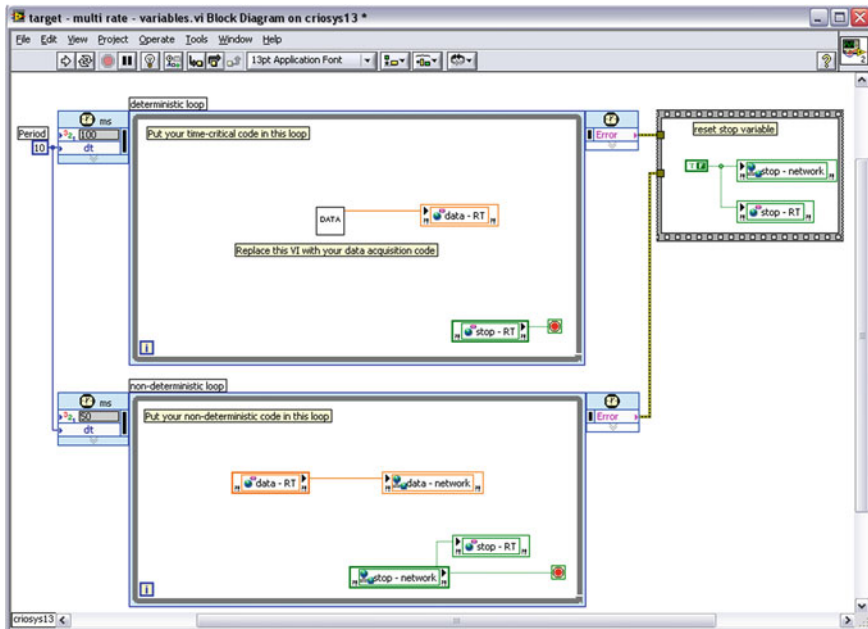 target - multi rate - variables.vi Block Diagram on criosys13 *
File Edit View Project Operate Tools Window Help
13pt Application Font
2
deterministic loop
ms
Period
100
10
dt
Put your time-critical code in this loop
Error
reset stop variable
T F
stop - network
stop - RT
DATA
data - RT
Replace this VI with your data acquisition code
stop - RT
i
non-deterministic loop
ms
50
dt
Put your non-deterministic code in this loop
Error
data - RT
data - network
stop - RT
stop - network
i
criosys13